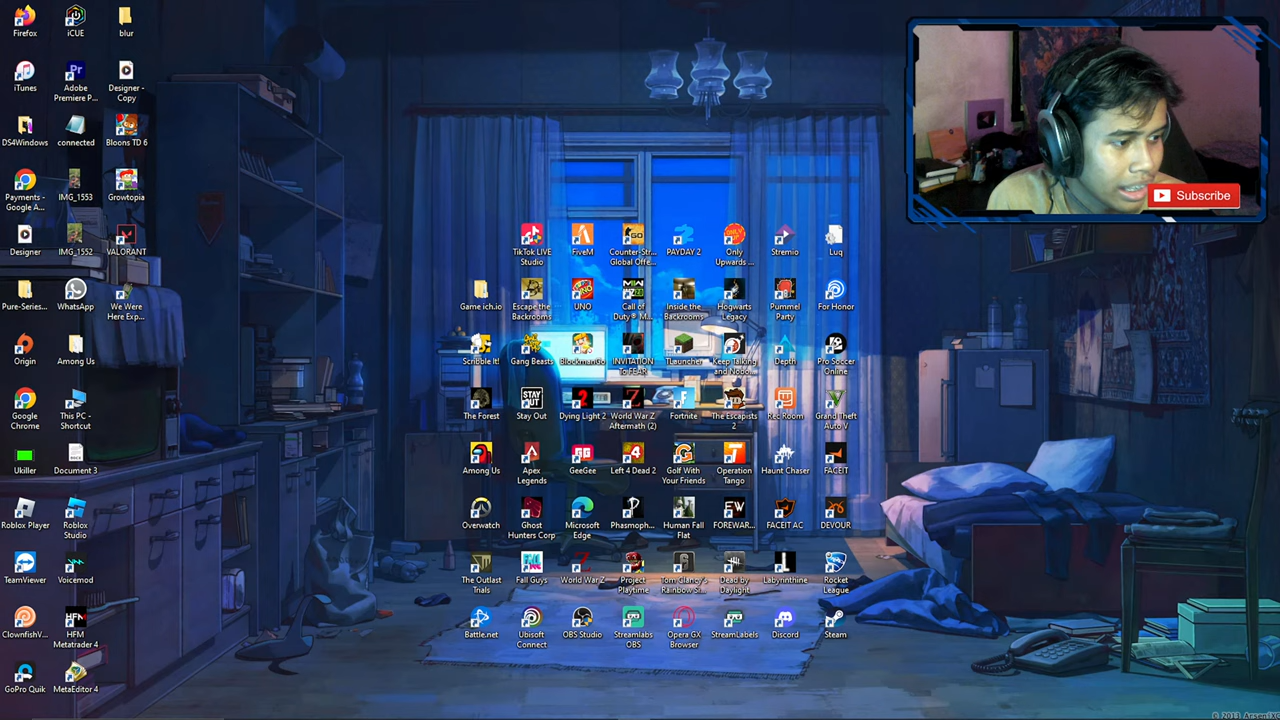 Firefox
iCUE
blur
iTunes
Adobe
Premiere P...
Designer -
Copy
DS4Windows
connected
Bloons TD 6
Payments -
Google A...
IMG_1553
Growtopia
Designer
IMG_1552
VALORANT
Pure-Series...
WhatsApp
We Were
Here Exp...
Origin
Among Us
Google
Chrome
This PC -
Shortcut
Ukiller
Document 3
Roblox Player
Roblox
Studio
TeamViewer
Voicemod
ClownfishV...
HFM
Metatrader 4
GoPro Quik
MetaEditor 4
TikTok LIVE
Studio
FiveM
Counter-Str...
Global Offe...
PAYDAY 2
Only
Upwards ...
Stremio
Luq
Game ich.io
Escape the
Backrooms
UNO
Call of
Duty® M...
Inside the
Backrooms
Hogwarts
Legacy
Pummel
Party
For Honor
Scribble It!
Gang Beasts
BlockmanGo
INVITATION
To FEAR
TLauncher
Keep Talking
and Nobo...
Depth
Pro Soccer
Online
The Forest
STAY
OUT
Stay Out
Dying Light 2
World War Z
Aftermath (2)
Fortnite
The Escapists
2
Rec Room
Grand Theft
Auto V
Among Us
Apex
Legends
GeeGee
Left 4 Dead 2
Golf With
Your Friends
Operation
Tango
Haunt Chaser
FACEIT
Overwatch
Ghost
Hunters Corp
Microsoft
Edge
Phasmoph...
Human Fall
Flat
FOREWAR...
FACEIT AC
DEVOUR
The Outlast
Trials
Fall Guys
World War Z
Project
Playtime
Tom Clancy's
Rainbow Si...
Dead by
Daylight
Labyrinthine
Rocket
League
Battle.net
Ubisoft
Connect
OBS Studio
Streamlabs
OBS
Opera GX
Browser
StreamLabels
Discord
Steam
Subscribe
© 2013